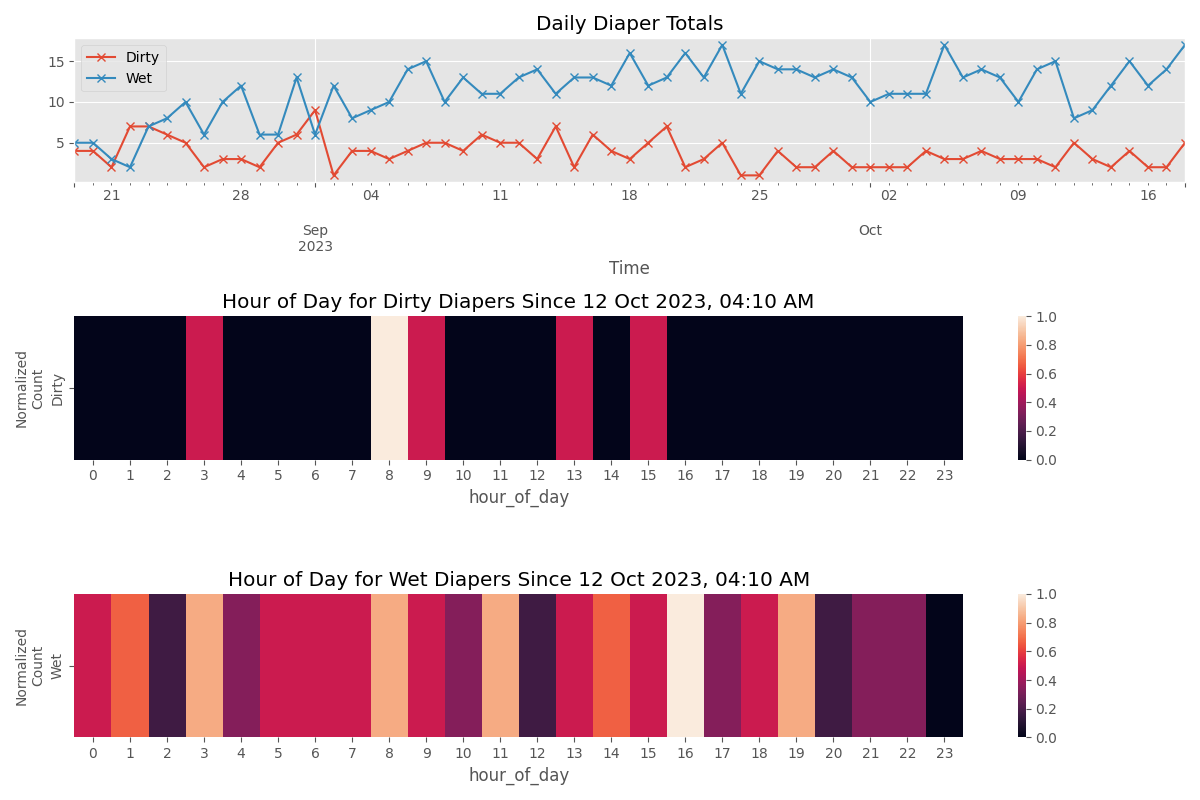 Daily Diaper Totals
Dirty
Wet
15
10
5
21 28 04 11 18 25 02 09 16
Sep
2023
Oct
Time
Hour of Day for Dirty Diapers Since 12 Oct 2023, 04:10 AM
Normalized
Count
Dirty
0 1 2 3 4 5 6 7 8 9 10 11 12 13 14 15 16 17 18 19 20 21 22 23
hour_of_day
1.0
0.8
0.6
0.4
0.2
0.0
Hour of Day for Wet Diapers Since 12 Oct 2023, 04:10 AM
Normalized
Count
Wet
0 1 2 3 4 5 6 7 8 9 10 11 12 13 14 15 16 17 18 19 20 21 22 23
hour_of_day
1.0
0.8
0.6
0.4
0.2
0.0